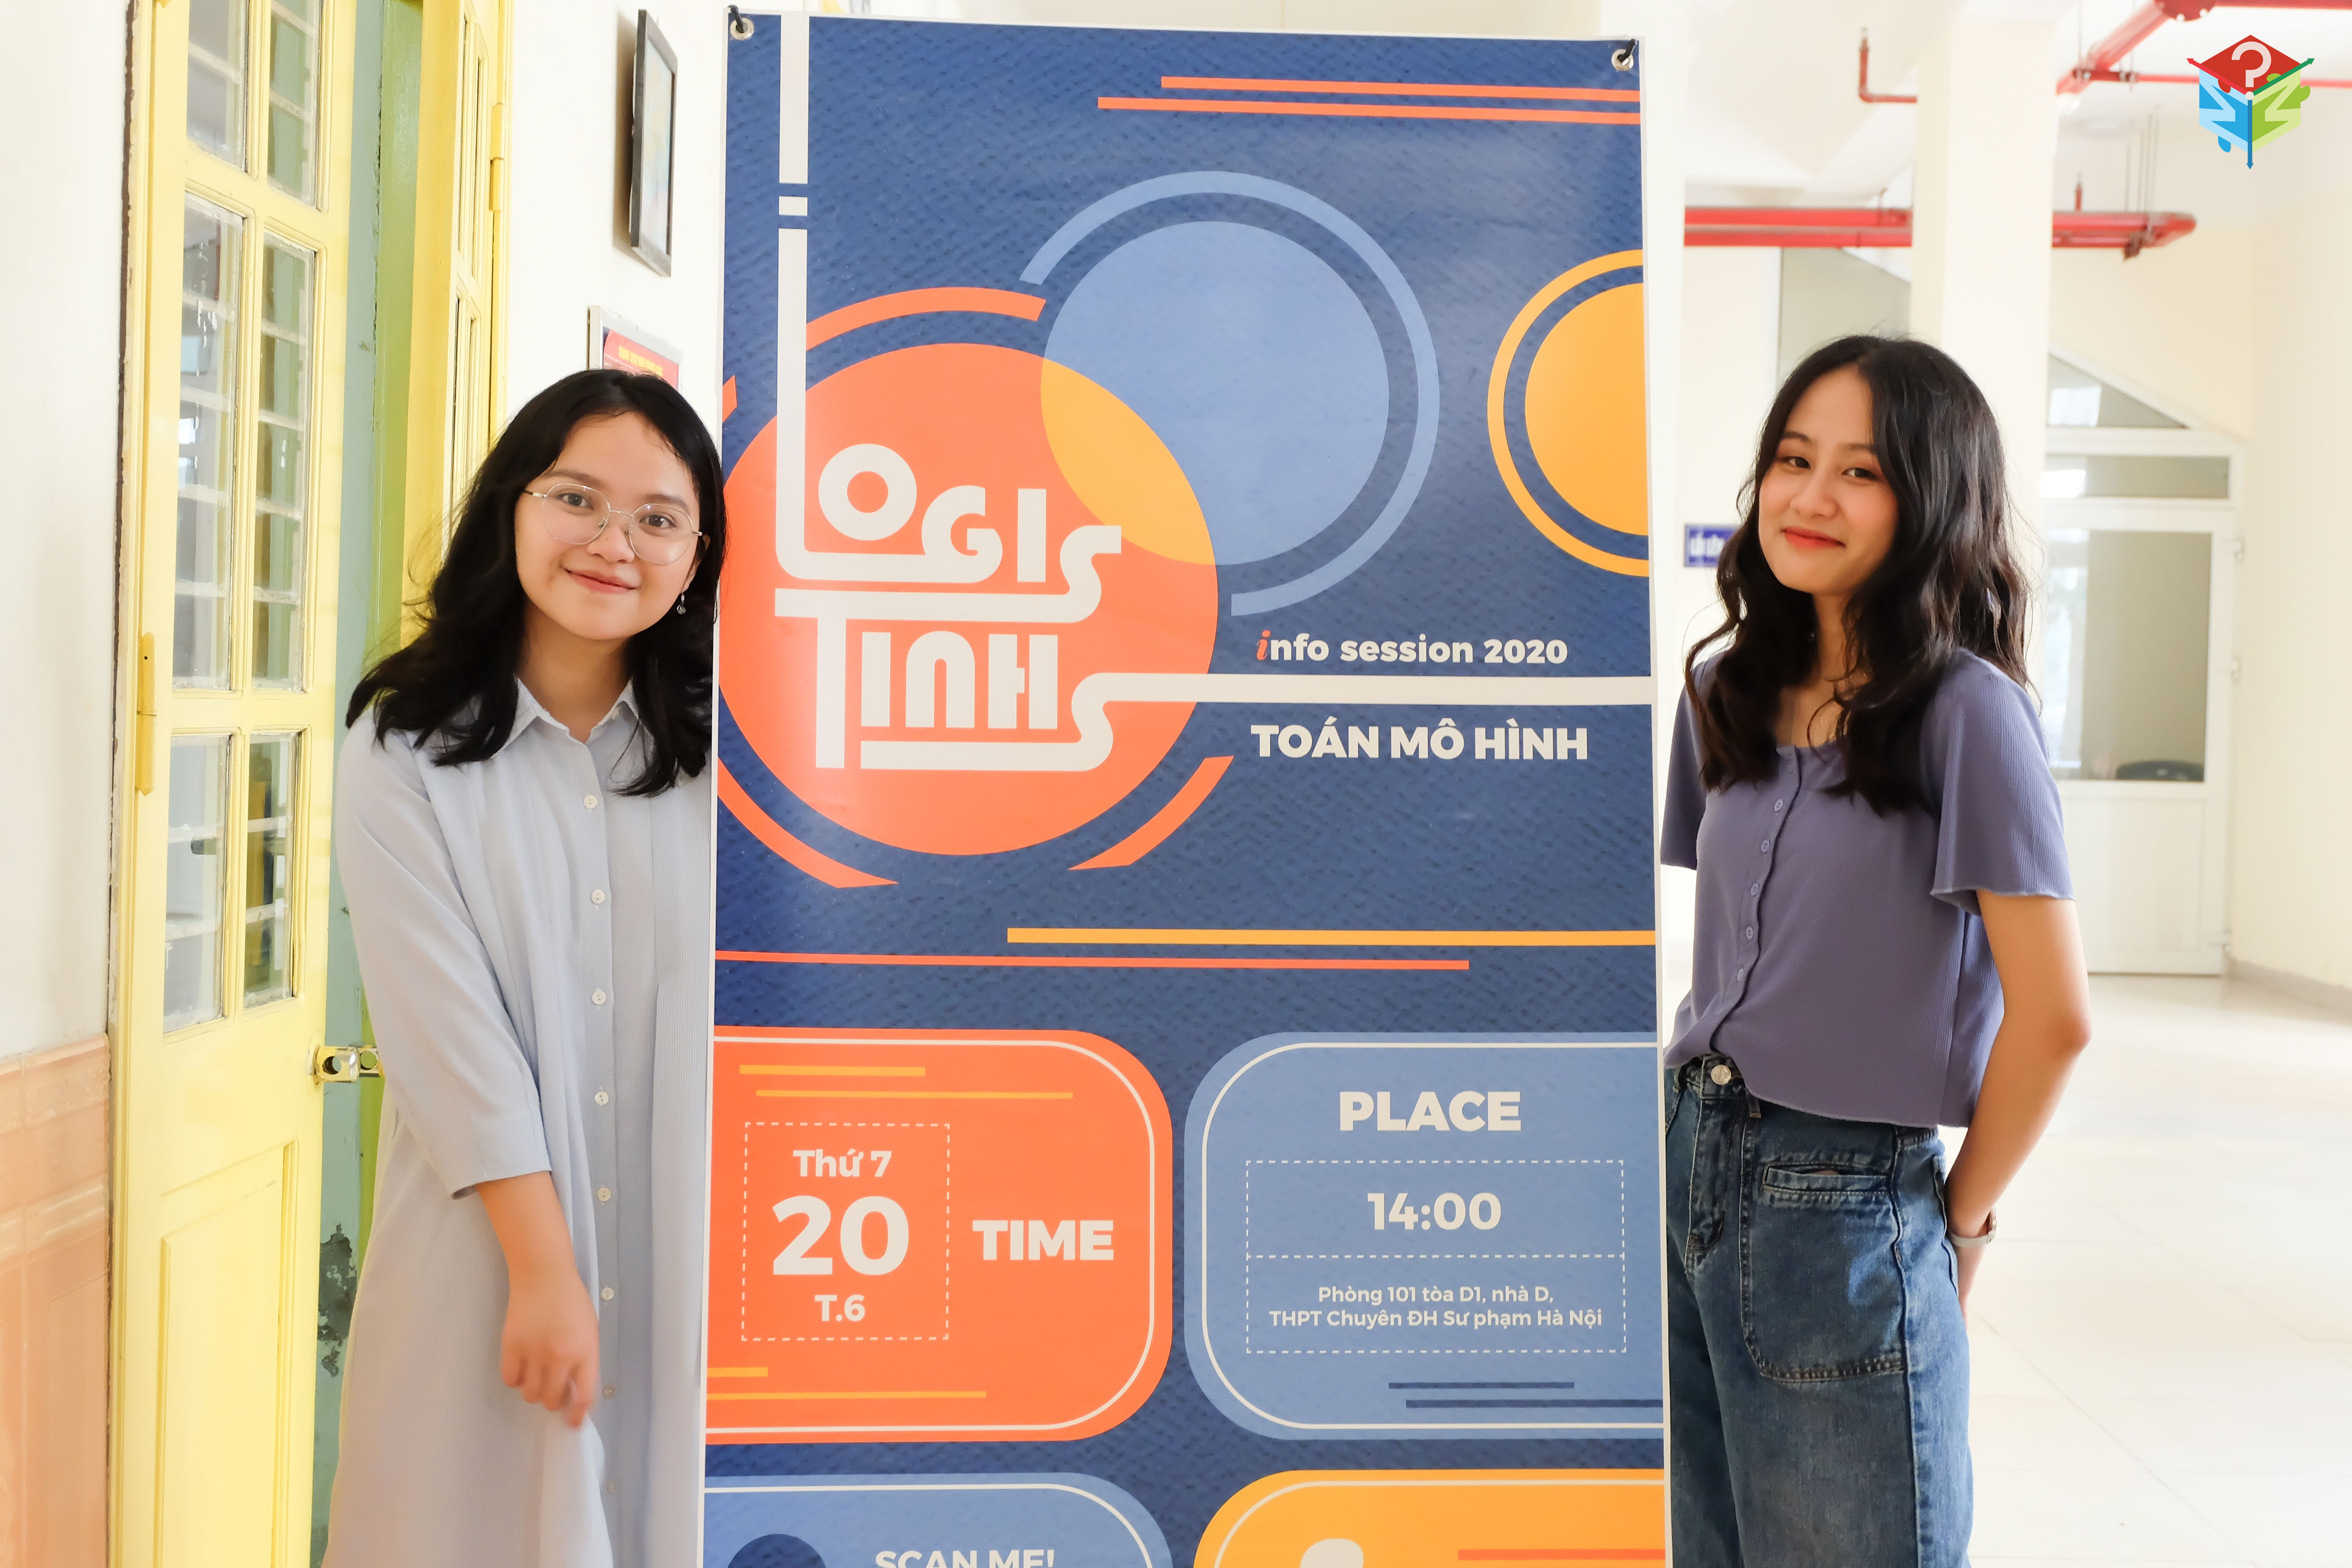 LOGIS
TINHS
info session 2020
TOÁN MÔ HÌNH
Thứ 7
20
T.6
TIME
PLACE
14:00
Phòng 101 tòa D1, nhà D,
THPT Chuyên ĐH Sư phạm Hà Nội
SCAN ME!